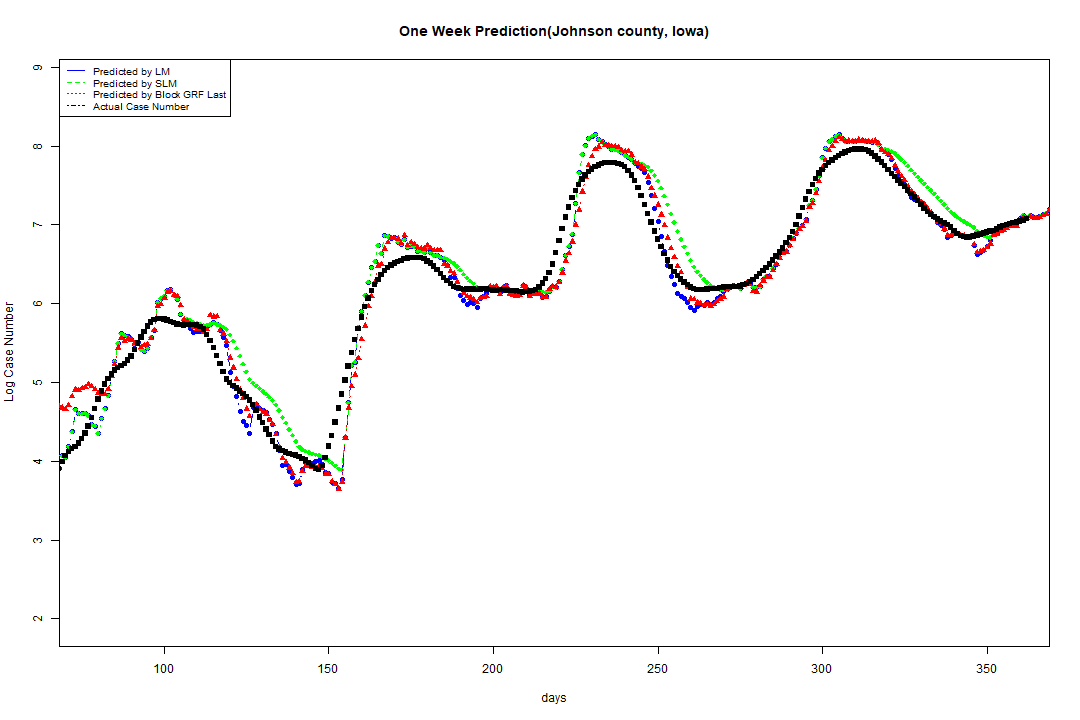 One Week Prediction(Johnson county, Iowa)
Predicted by LM
Predicted by SLM
Predicted by Block GRF Last
Actual Case Number
Log Case Number
9
8
7
6
5
4
3
2
100 150 200 250 300 350
days